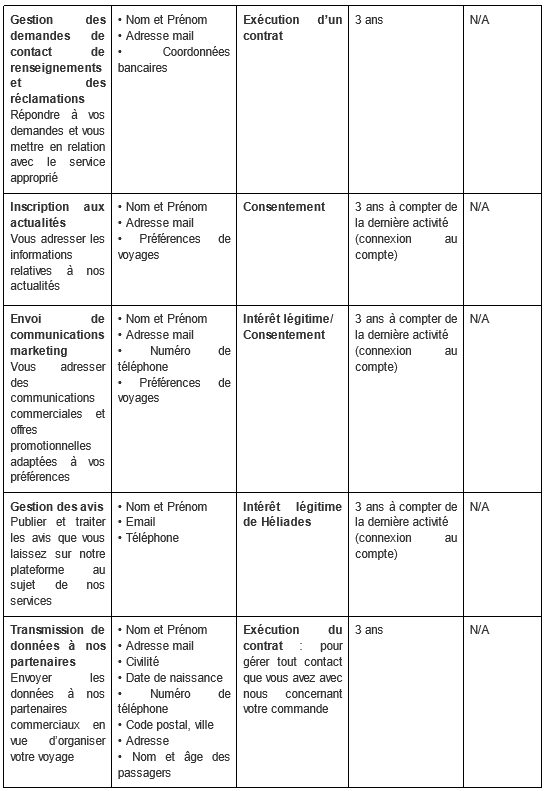 Gestion des
demandes de
contact de
renseignements
et des
réclamations
Répondre à vos
demandes et vous
mettre en relation
avec le service
approprié
• Nom et Prénom
• Adresse mail
• Coordonnées
bancaires
Exécution d'un
contrat
3 ans
N/A
Inscription aux
actualités
Vous adresser les
informations
relatives à nos
actualités
• Nom et Prénom
• Adresse mail
• Préférences de
voyages
Consentement
3 ans à compter de
la dernière activité
(connexion au
compte)
N/A
Envoi de
communications
marketing
Vous adresser
des
communications
commerciales et
offres
promotionnelles
adaptées à vos
préférences
• Nom et Prénom
• Adresse mail
• Numéro de
téléphone
• Préférences de
voyages
Intérêt légitime/
Consentement
3 ans à compter de
la dernière activité
(connexion au
compte)
N/A
Gestion des avis
Publier et traiter
les avis que vous
laissez sur notre
plateforme au
sujet de nos
services
• Nom et Prénom
• Email
• Téléphone
Intérêt légitime
de Héliades
3 ans à compter de
la dernière activité
(connexion au
compte)
N/A
Transmission de
données à nos
partenaires
Envoyer les
données à nos
partenaires
commerciaux en
vue d'organiser
votre voyage
• Nom et Prénom
• Adresse mail
• Civilité
• Date de naissance
• Numéro de
téléphone
• Code postal, ville
• Adresse
• Nom et âge des
passagers
Exécution du
contrat : pour
gérer tout contact
que vous avez avec
nous concernant
votre commande
3 ans
N/A